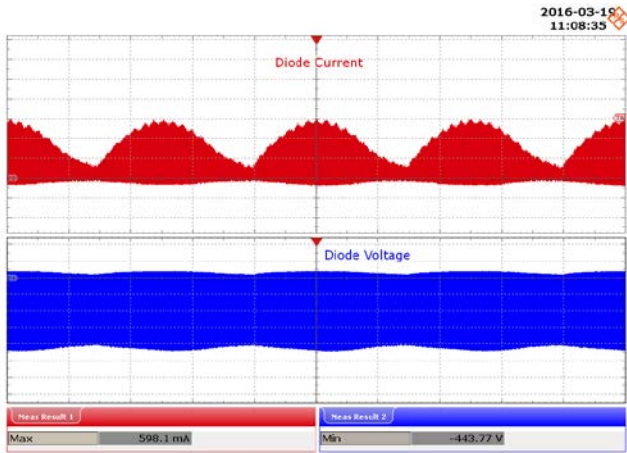 2016-03-19
11:08:35
Diode Current
Diode Voltage
Meas Result 1
Meas Result 2
Max 598.1 mA
Min -443.77 V